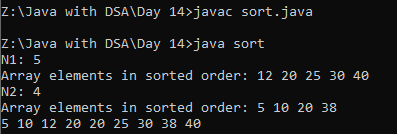 Z:\Java with DSA\Day 14>javac sort.java
Z:\Java with DSA\Day 14>java sort
N1: 5
Array elements in sorted order: 12 20 25 30 40
N2: 4
Array elements in sorted order: 5 10 20 38
5 10 12 20 20 25 30 38 40